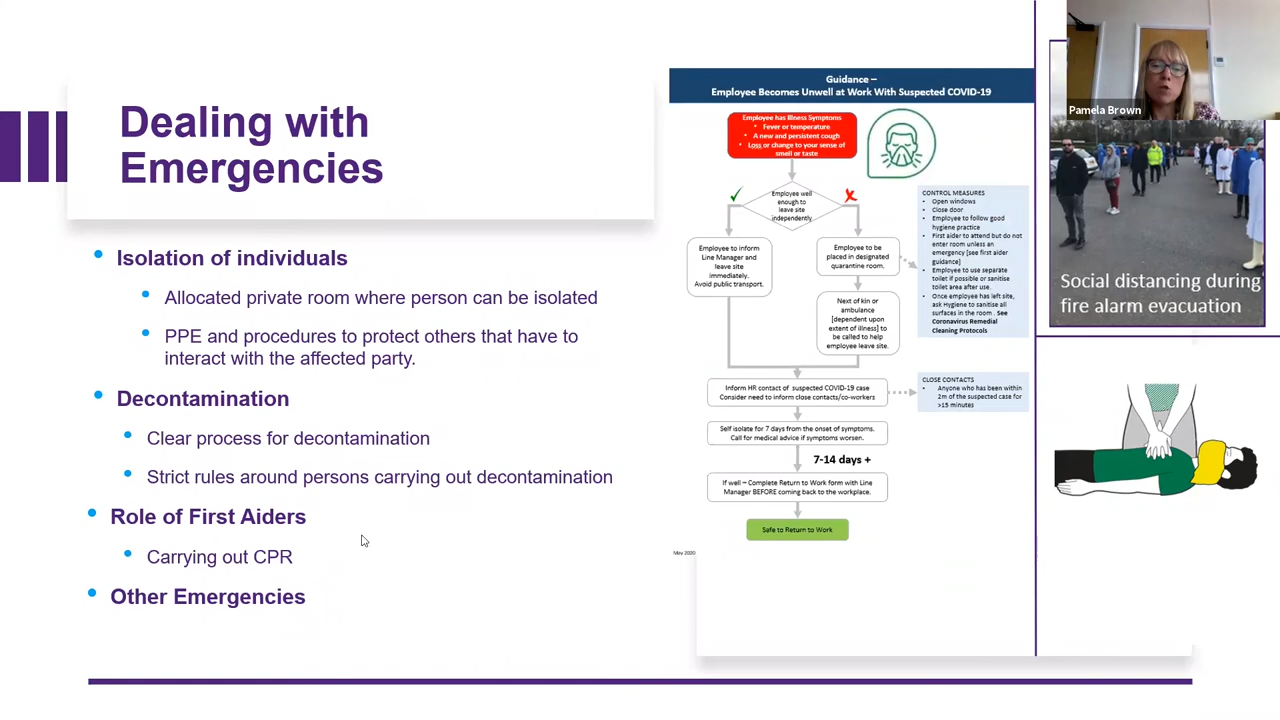 Dealing with
Emergencies
Isolation of individuals
Allocated private room where person can be isolated
PPE and procedures to protect others that have to
interact with the affected party.
Decontamination
Clear process for decontamination
Strict rules around persons carrying out decontamination
Role of First Aiders
Carrying out CPR
Other Emergencies
Guidance –
Employee Becomes Unwell at Work With Suspected COVID-19
Employee has Illness Symptoms
Fever or temperature
A new and persistent cough
Loss or change to your sense of
smell or taste
Employee well
enough to
leave site
independently
Employee to inform
Line Manager and
leave site
immediately.
Avoid public transport.
Employee to be
placed in designated
quarantine room.
Next of kin or
ambulance
[dependent upon
extent of illness] to
be called to help
employee leave site.
CONTROL MEASURES
Open windows
Close door
Employee to follow good
hygiene practice
First aider to attend but do not
enter room unless an
emergency [see first aider
guidance]
Employee to use separate
toilet if possible or sanitise
toilet area after use.
Once employee has left site,
ask Hygiene to sanitise all
surfaces in the room . See
Coronavirus Remedial
Cleaning Protocols
Inform HR contact of suspected COVID-19 case
Consider need to inform close contacts/co-workers
CLOSE CONTACTS
Anyone who has been within
2m of the suspected case for
>15 minutes
Self isolate for 7 days from the onset of symptoms.
Call for medical advice if symptoms worsen.
7-14 days +
If well – Complete Return to Work form with Line
Manager BEFORE coming back to the workplace.
Safe to Return to Work
May 2020
Pamela Brown
Social distancing during
fire alarm evacuation